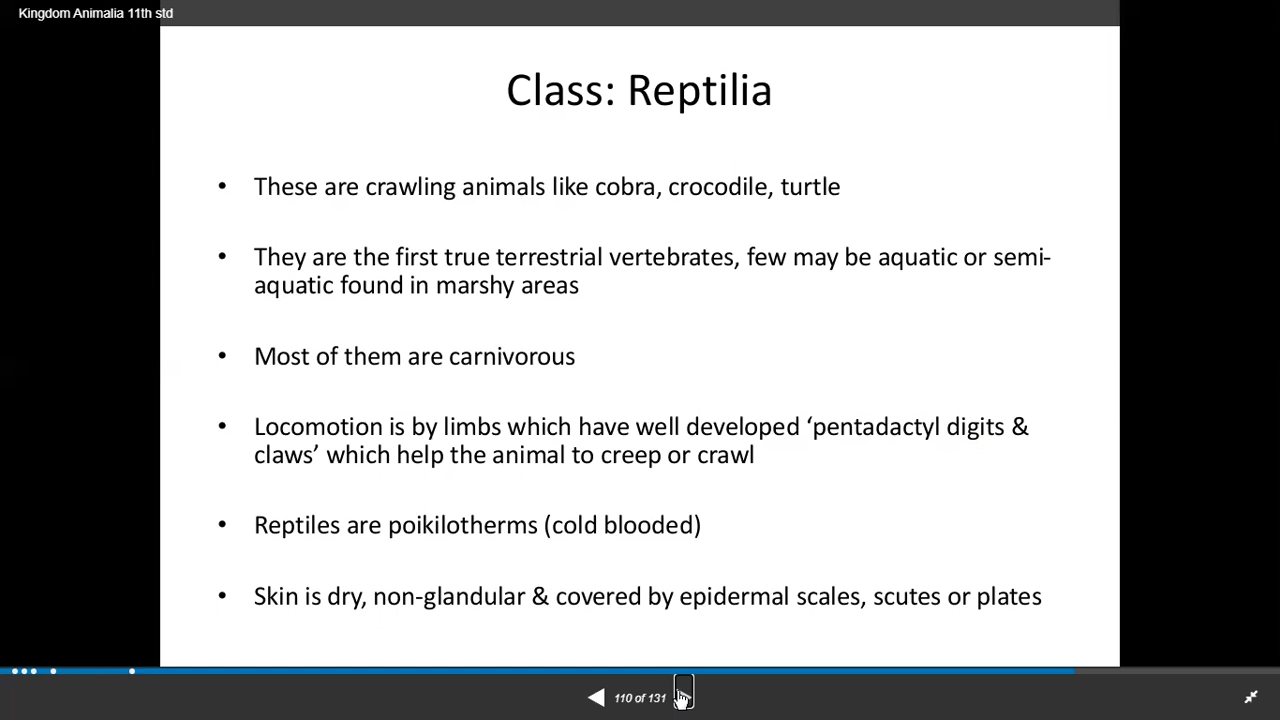 Kingdom Animalia 11th std
Class: Reptilia
• These are crawling animals like cobra, crocodile, turtle
• They are the first true terrestrial vertebrates, few may be aquatic or semi-
aquatic found in marshy areas
• Most of them are carnivorous
• Locomotion is by limbs which have well developed ‘pentadactyl digits &
claws’ which help the animal to creep or crawl
• Reptiles are poikilotherms (cold blooded)
• Skin is dry, non-glandular & covered by epidermal scales, scutes or plates
110 of 131